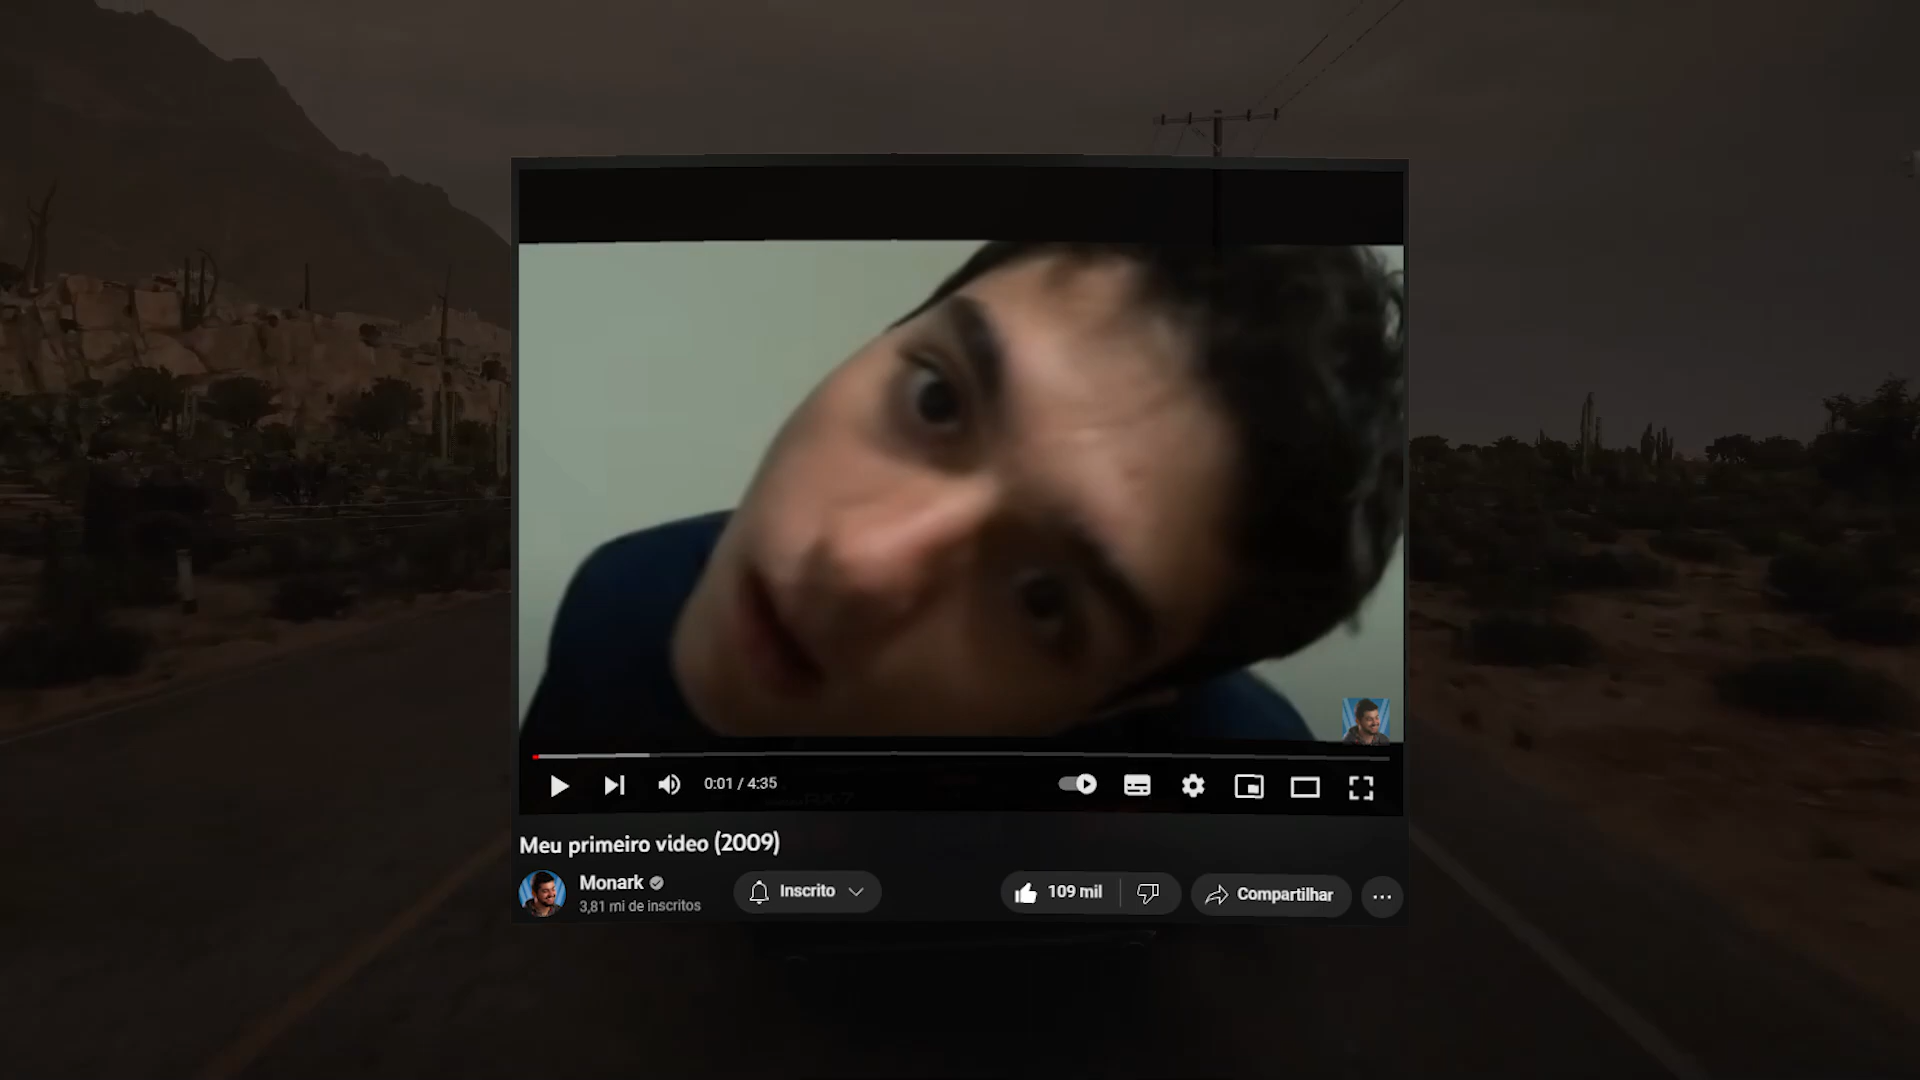 0:01 / 4:35
Meu primeiro video (2009)
Monark
3,81 mi de inscritos
Inscrito
109 mil
Compartilhar